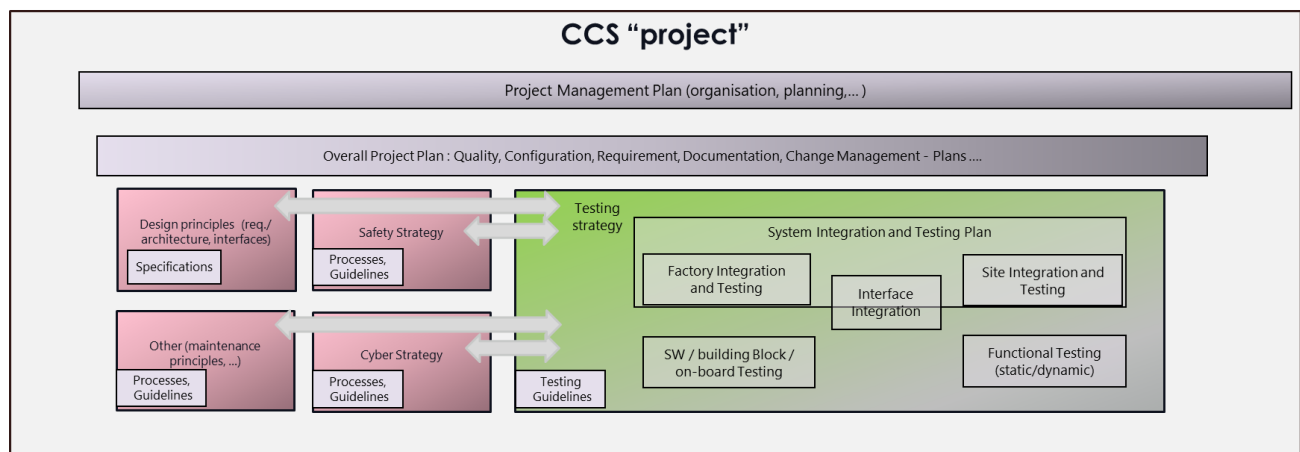 CCS “project”
Project Management Plan (organisation, planning,... )
Overall Project Plan : Quality, Configuration, Requirement, Documentation, Change Management - Plans ....
Design principles (req./
architecture, interfaces)
Specifications
Safety Strategy
Processes,
Guidelines
Testing
strategy
System Integration and Testing Plan
Factory Integration
and Testing
Interface
Integration
Site Integration and
Testing
Other (maintenance
principles, ...)
Processes,
Guidelines
Cyber Strategy
Processes,
Guidelines
Testing
Guidelines
SW / building Block /
on-board Testing
Functional Testing
(static/dynamic)